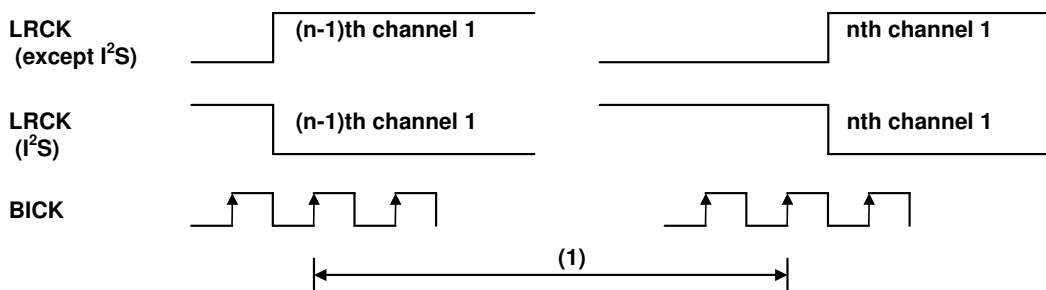 LRCK (n-1)th channel 1 nth channel 1
(except I²S)
LRCK (n-1)th channel 1 nth channel 1
(I²S)
BICK
(1)